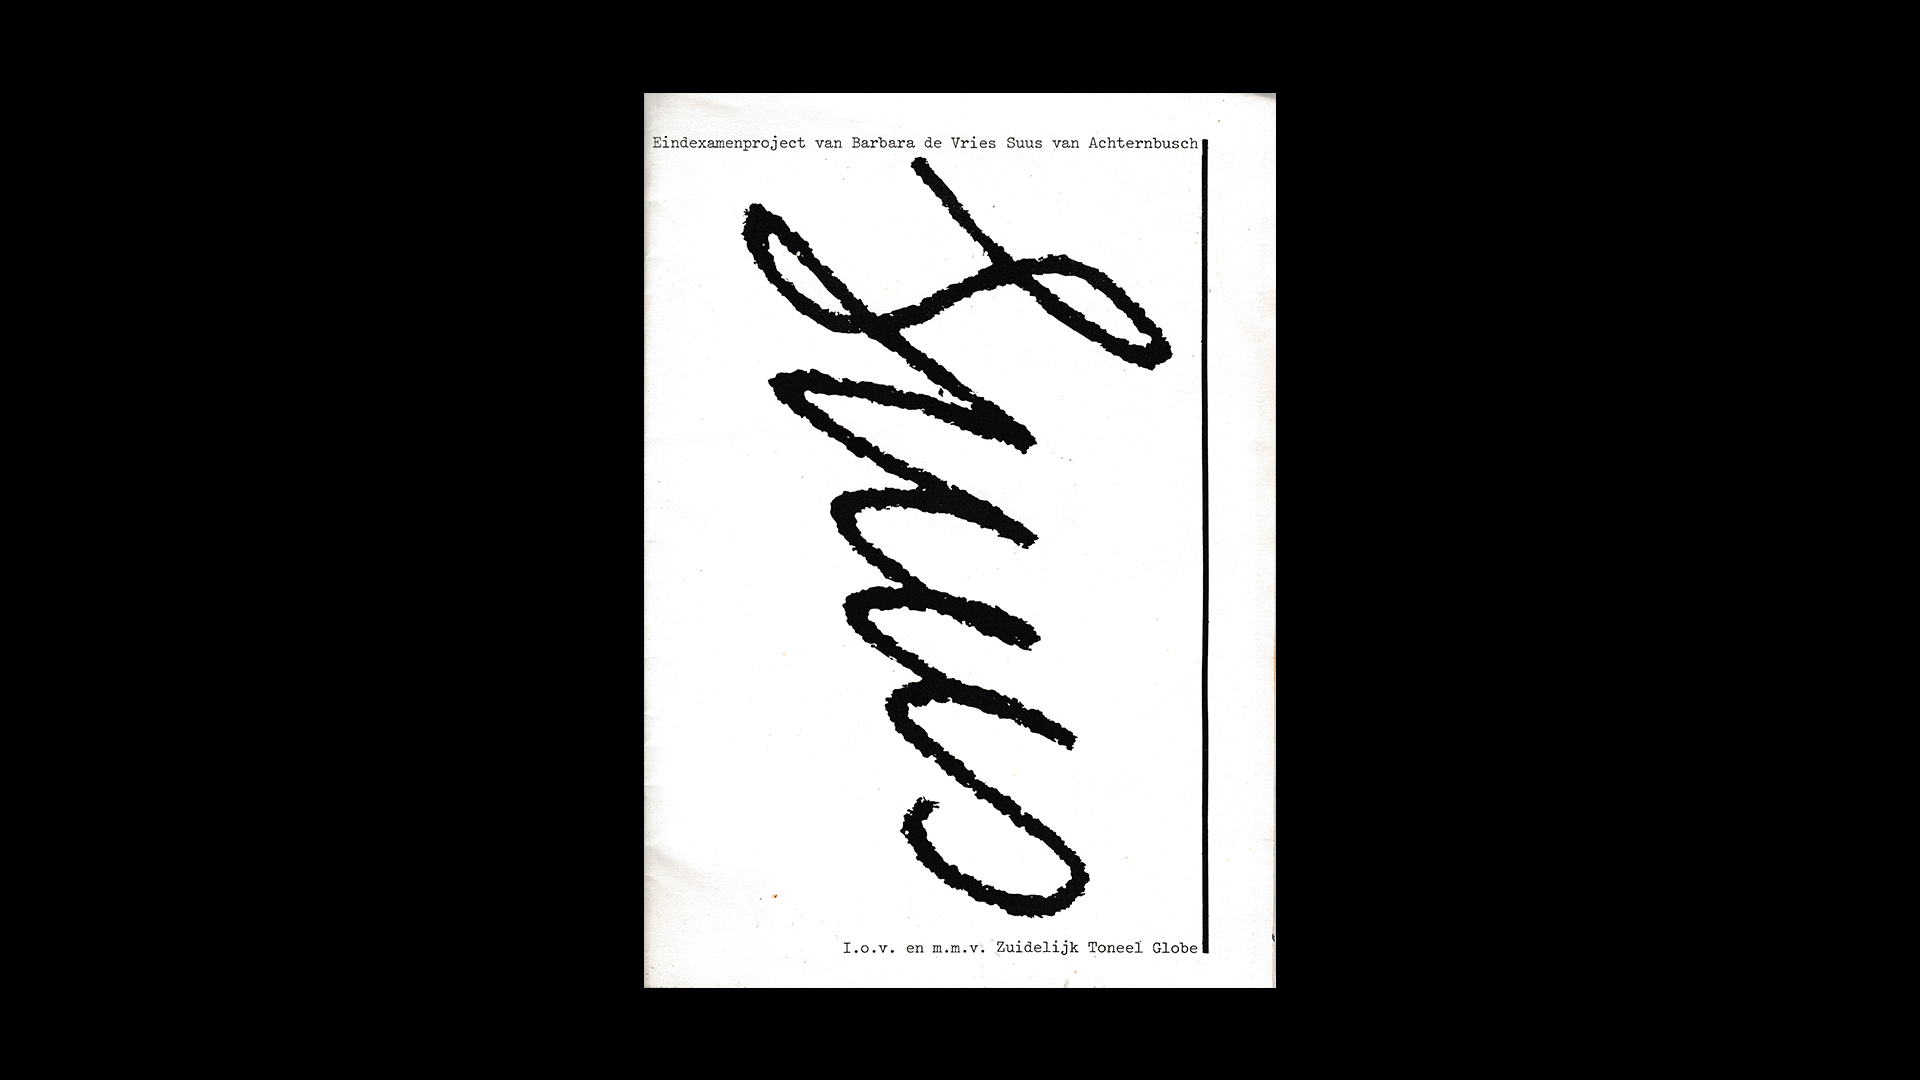 Eindexamenproject van Barbara de Vries Suus van Achternbusch
Suus
I.o.v. en m.m.v. Zuidelijk Toneel Globe